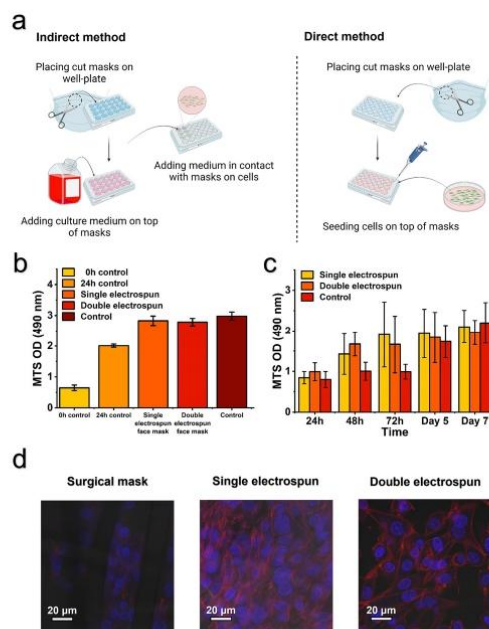 a
Indirect method
Direct method
Placing cut masks on
well-plate
Placing cut masks on
well-plate
Adding medium in contact
with masks on cells
Adding culture medium on top
of masks
Seeding cells on top of masks
b
MTS OD (490 nm)
4
3
2
1
0
0h control
24h control
Single electrospun
Double electrospun
Control
0h control
24h control
Single
electrospun
face mask
Double
electrospun
face mask
Control
c
MTS OD (490 nm)
3
2
1
0
Single electrospun
Double electrospun
Control
24h
48h
72h
Day 5
Day 7
Time
d
Surgical mask
Single electrospun
Double electrospun
20 µm
20 µm
20 µm